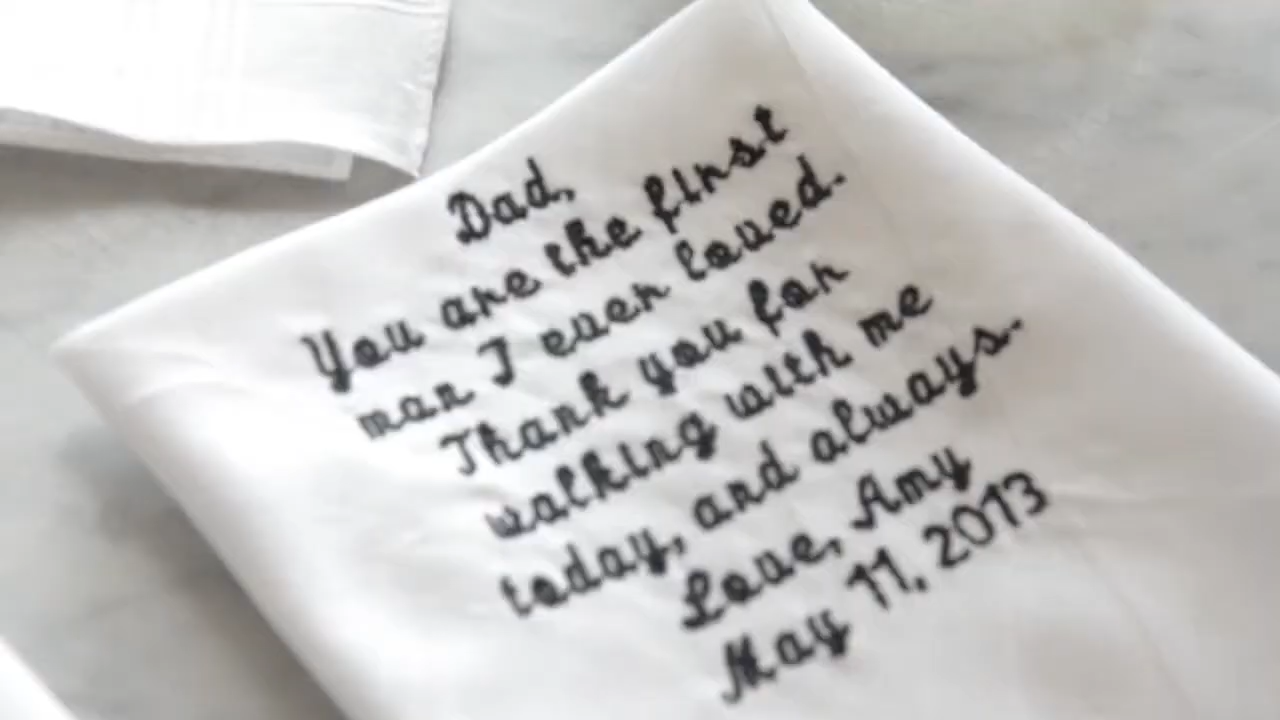 Dad,
You are the first
man I ever loved.
Thank you for
walking with me
today, and always.
Love, Amy
May 11, 2013